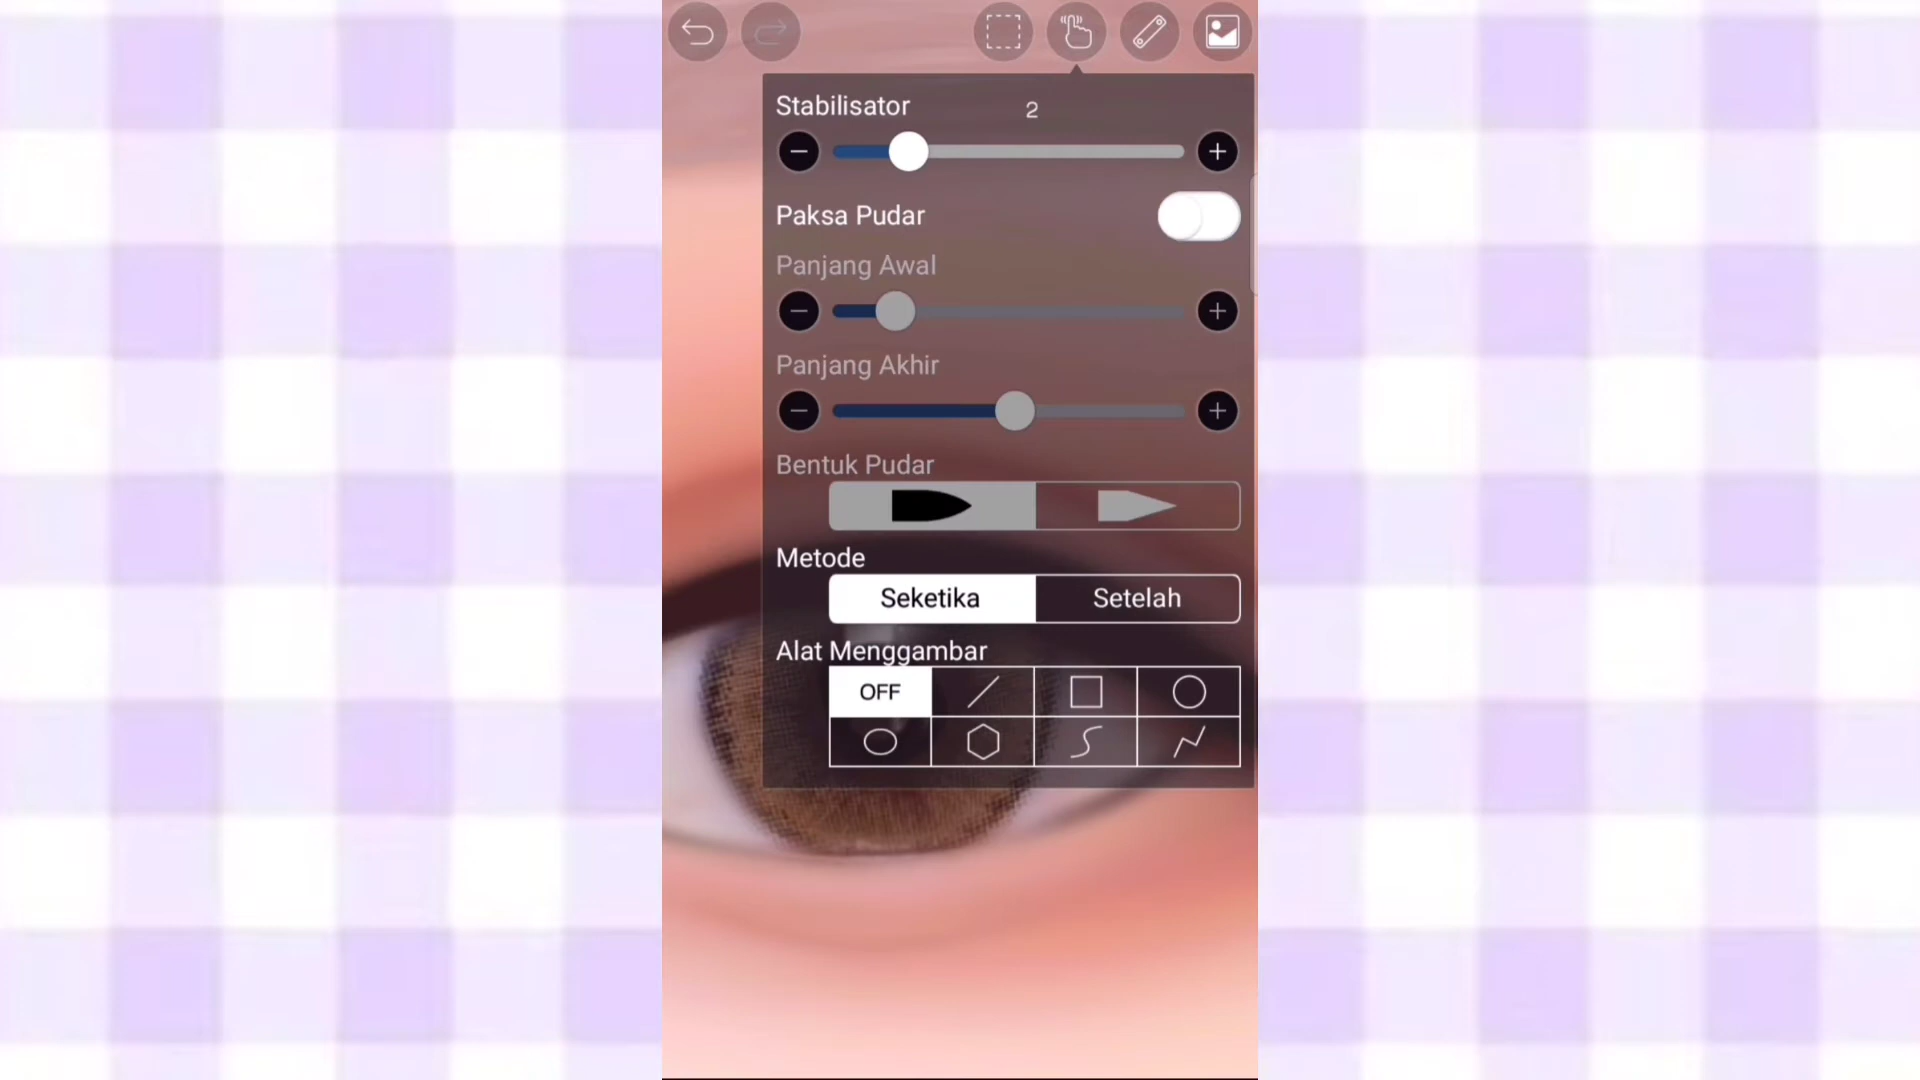 Stabilisator 2
Paksa Pudar
Panjang Awal
Panjang Akhir
Bentuk Pudar
Metode
Seketika Setelah
Alat Menggambar
OFF